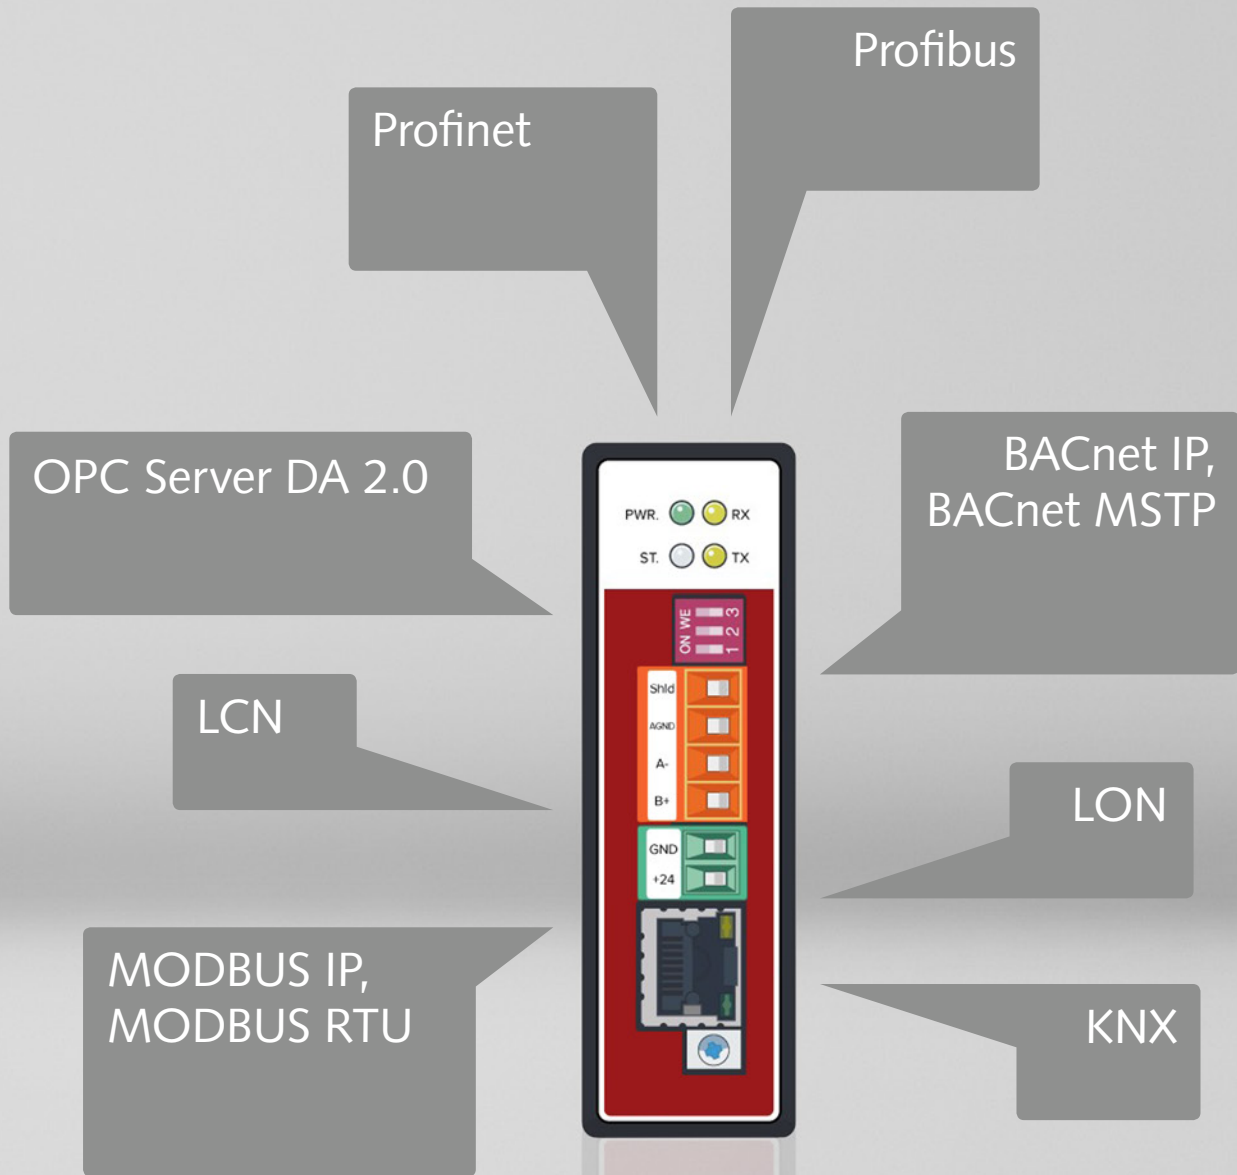 Profibus
Profinet
OPC Server DA 2.0
BACnet IP,
BACnet MSTP
PWR.
RX
ST.
TX
ON WE
1 2 3
Shld
AGND
A-
B+
GND
+24
LCN
LON
MODBUS IP,
MODBUS RTU
KNX